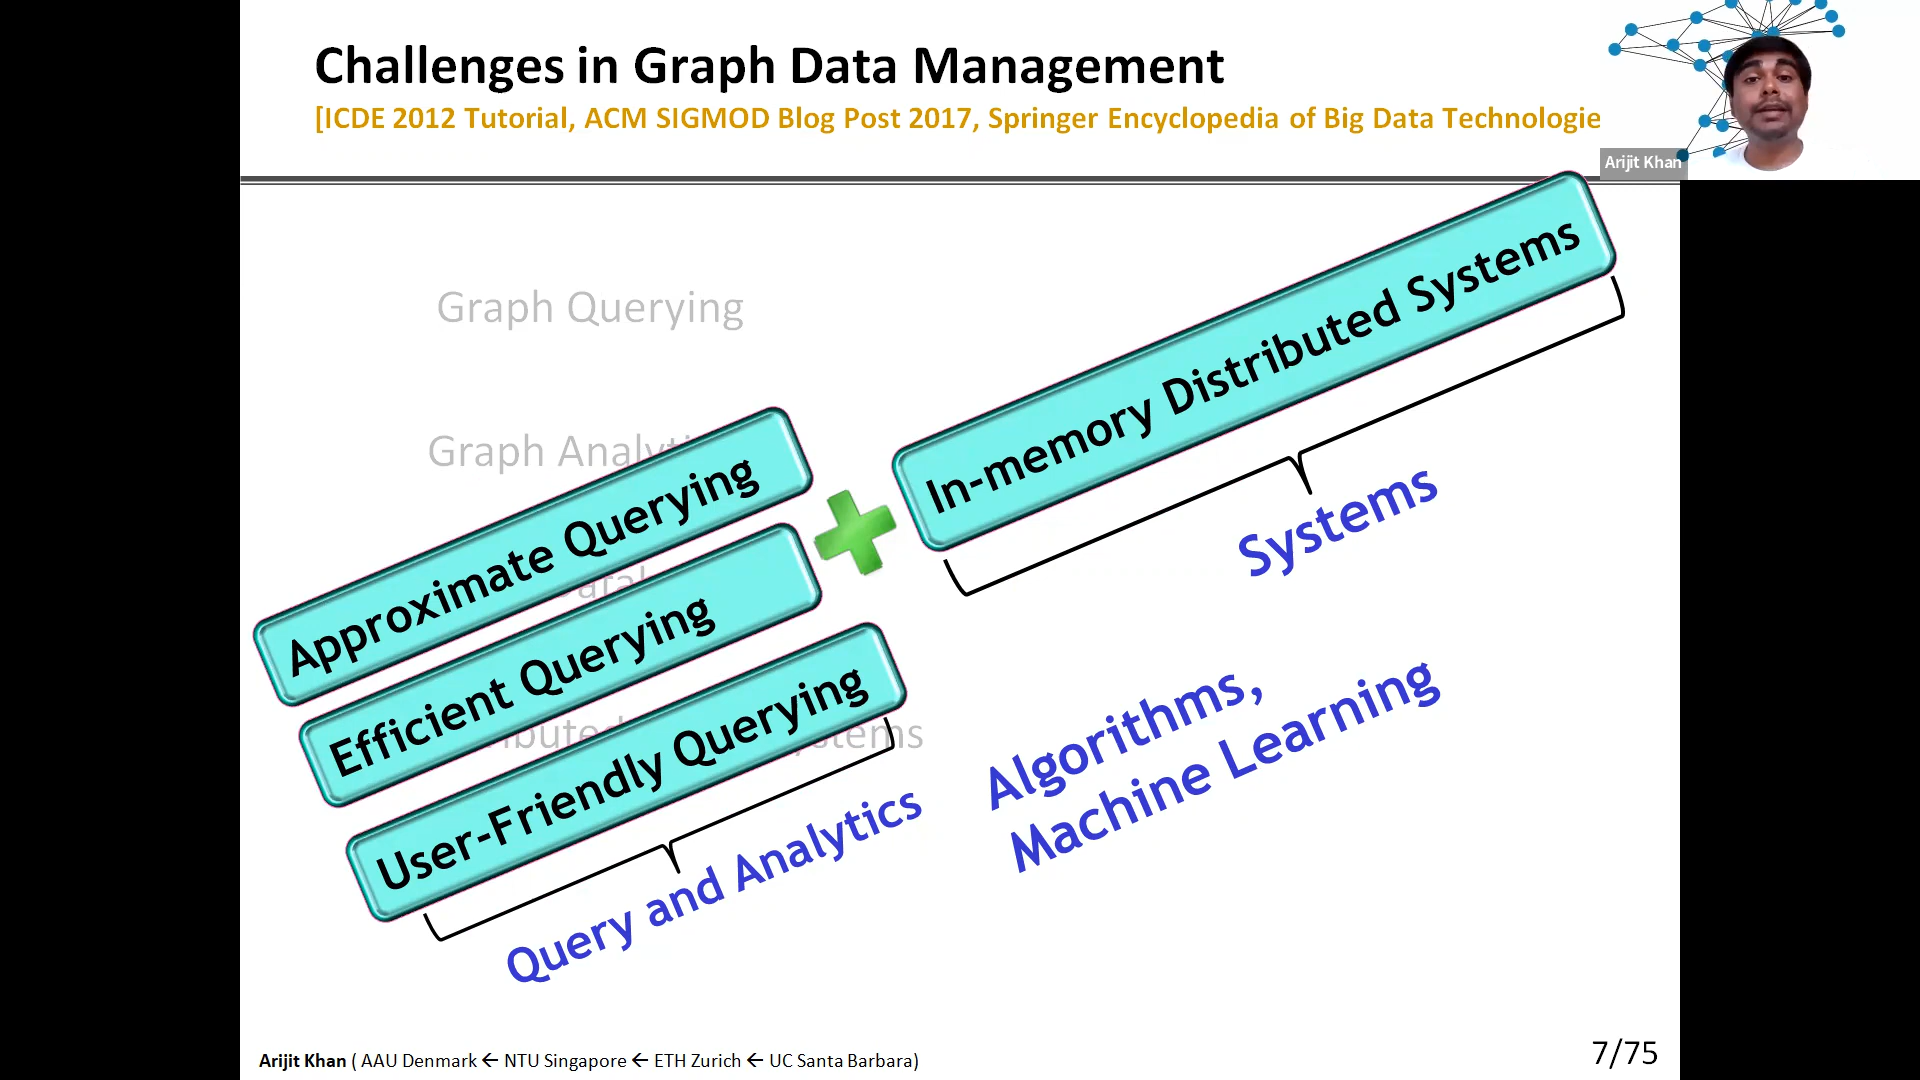 Challenges in Graph Data Management
[ICDE 2012 Tutorial, ACM SIGMOD Blog Post 2017, Springer Encyclopedia of Big Data Technologie
Arijit Khan
Graph Querying
Graph Analyti
In-memory Distributed Systems
Systems
Approximate Querying
Efficient Querying
User-Friendly Querying
Query and Analytics
Algorithms,
Machine Learning
Arijit Khan ( AAU Denmark ← NTU Singapore ← ETH Zurich ← UC Santa Barbara)
7/75